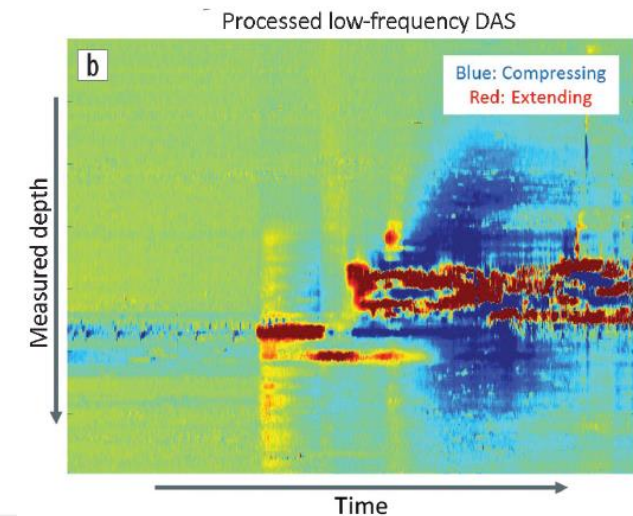 Processed low-frequency DAS
b
Blue: Compressing
Red: Extending
Measured depth
Time